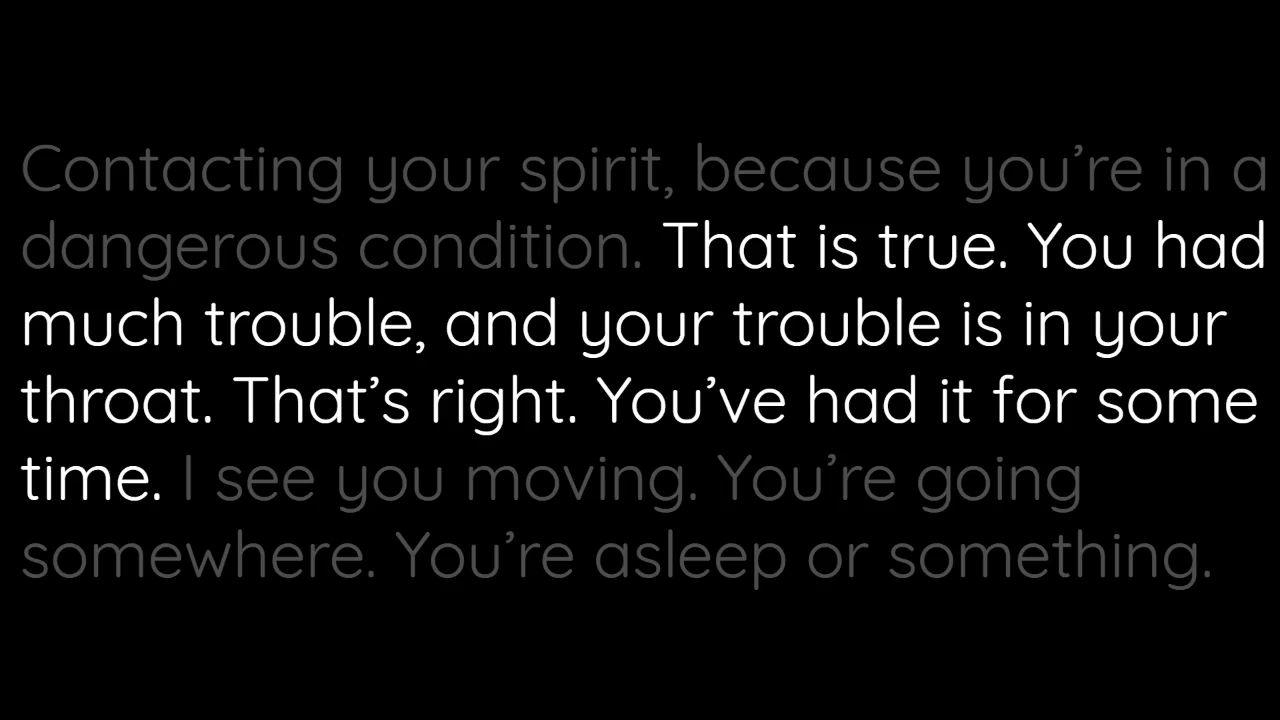 Contacting your spirit, because you’re in a
dangerous condition. That is true. You had
much trouble, and your trouble is in your
throat. That’s right. You’ve had it for some
time. I see you moving. You’re going
somewhere. You’re asleep or something.